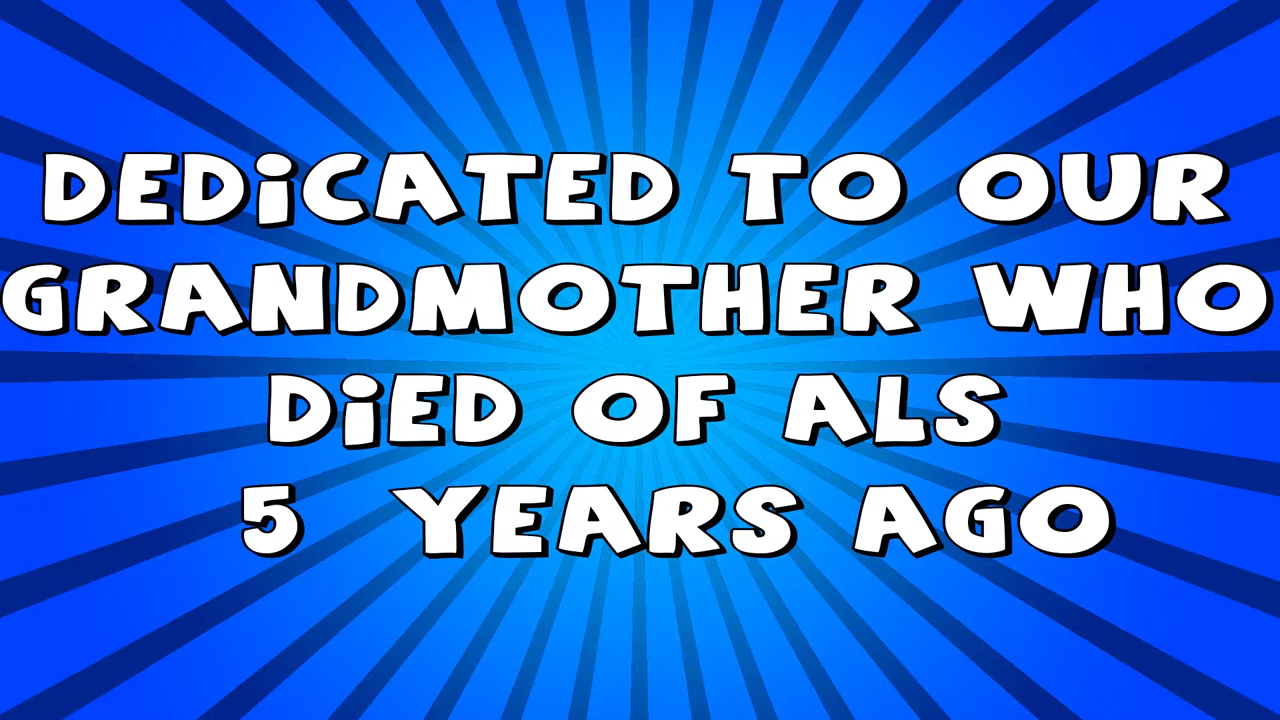 DEDiCATED TO OUR
GRANDMOTHER WHO
DiED OF ALS
5 YEARS AGO